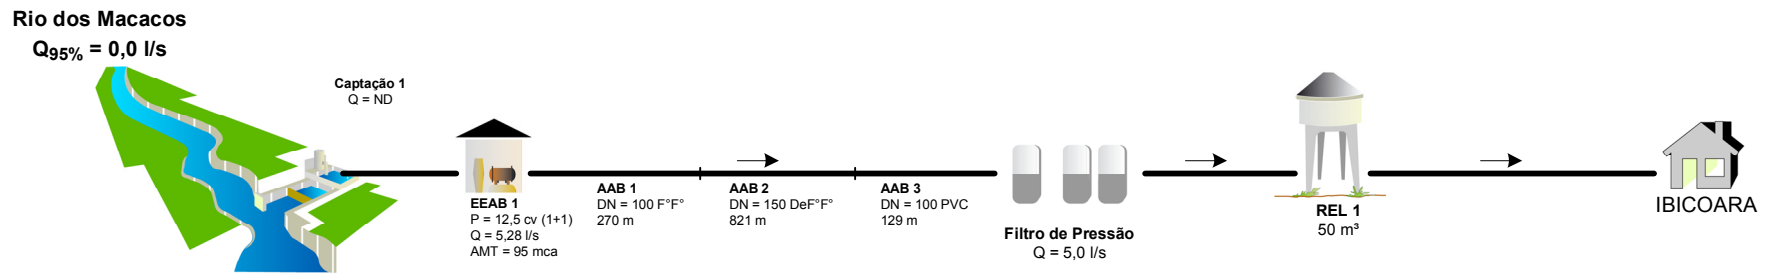 Rio dos Macacos
Q95% = 0,0 l/s
Captação 1
Q = ND
EEAB 1
P = 12,5 cv (1+1)
Q = 5,28 l/s
AMT = 95 mca
AAB 1
DN = 100 F°F°
270 m
AAB 2
DN = 150 DeF°F°
821 m
AAB 3
DN = 100 PVC
129 m
Filtro de Pressão
Q = 5,0 l/s
REL 1
50 m³
IBICOARA